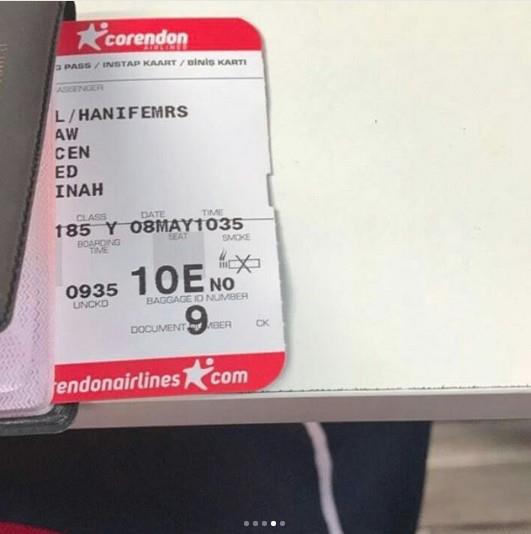 corendon
AIRLINES
G PASS / INSTAP KAART / BİNİŞ KARTI
ASSENGER
L/HANIFEMRS
AW
CEN
ED
INAH
CLASS DATE TIME
185 Y 08MAY1035
BOARDING TIME SEAT SMOKE
0935 10E NO
UNCKD BAGGAGE ID NUMBER
9
DOCUMENT NUMBER CK
endonairlines com